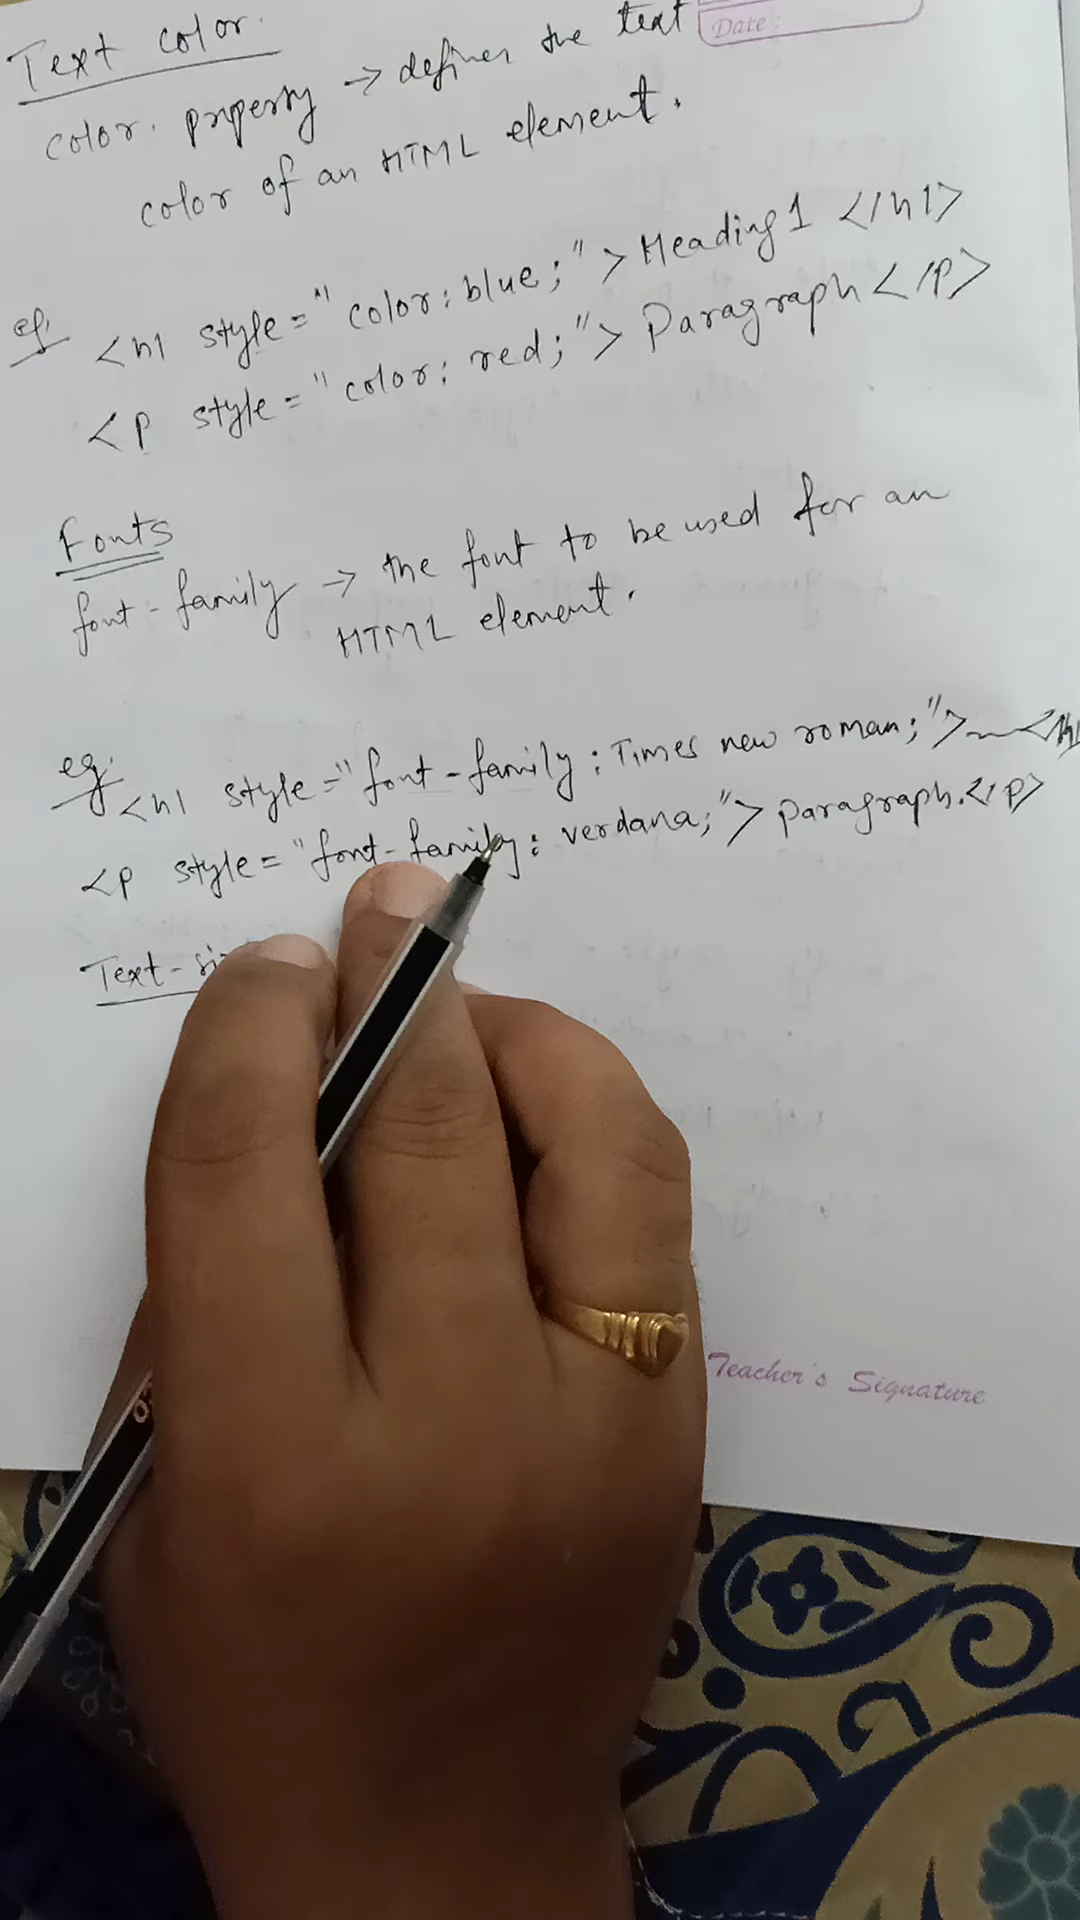 Date:
Text color.
color. property → defines the text
color of an HTML element.
eg. <h1 style="color: blue;">Heading 1 </h1>
<p style="color: red;">Paragraph</p>
Fonts
font-family → the font to be used for an
HTML element.
eg. <h1 style="font-family: Times new roman;">
<p style="font-family: verdana;">paragraph.</p>
Text-
Teacher's Signature